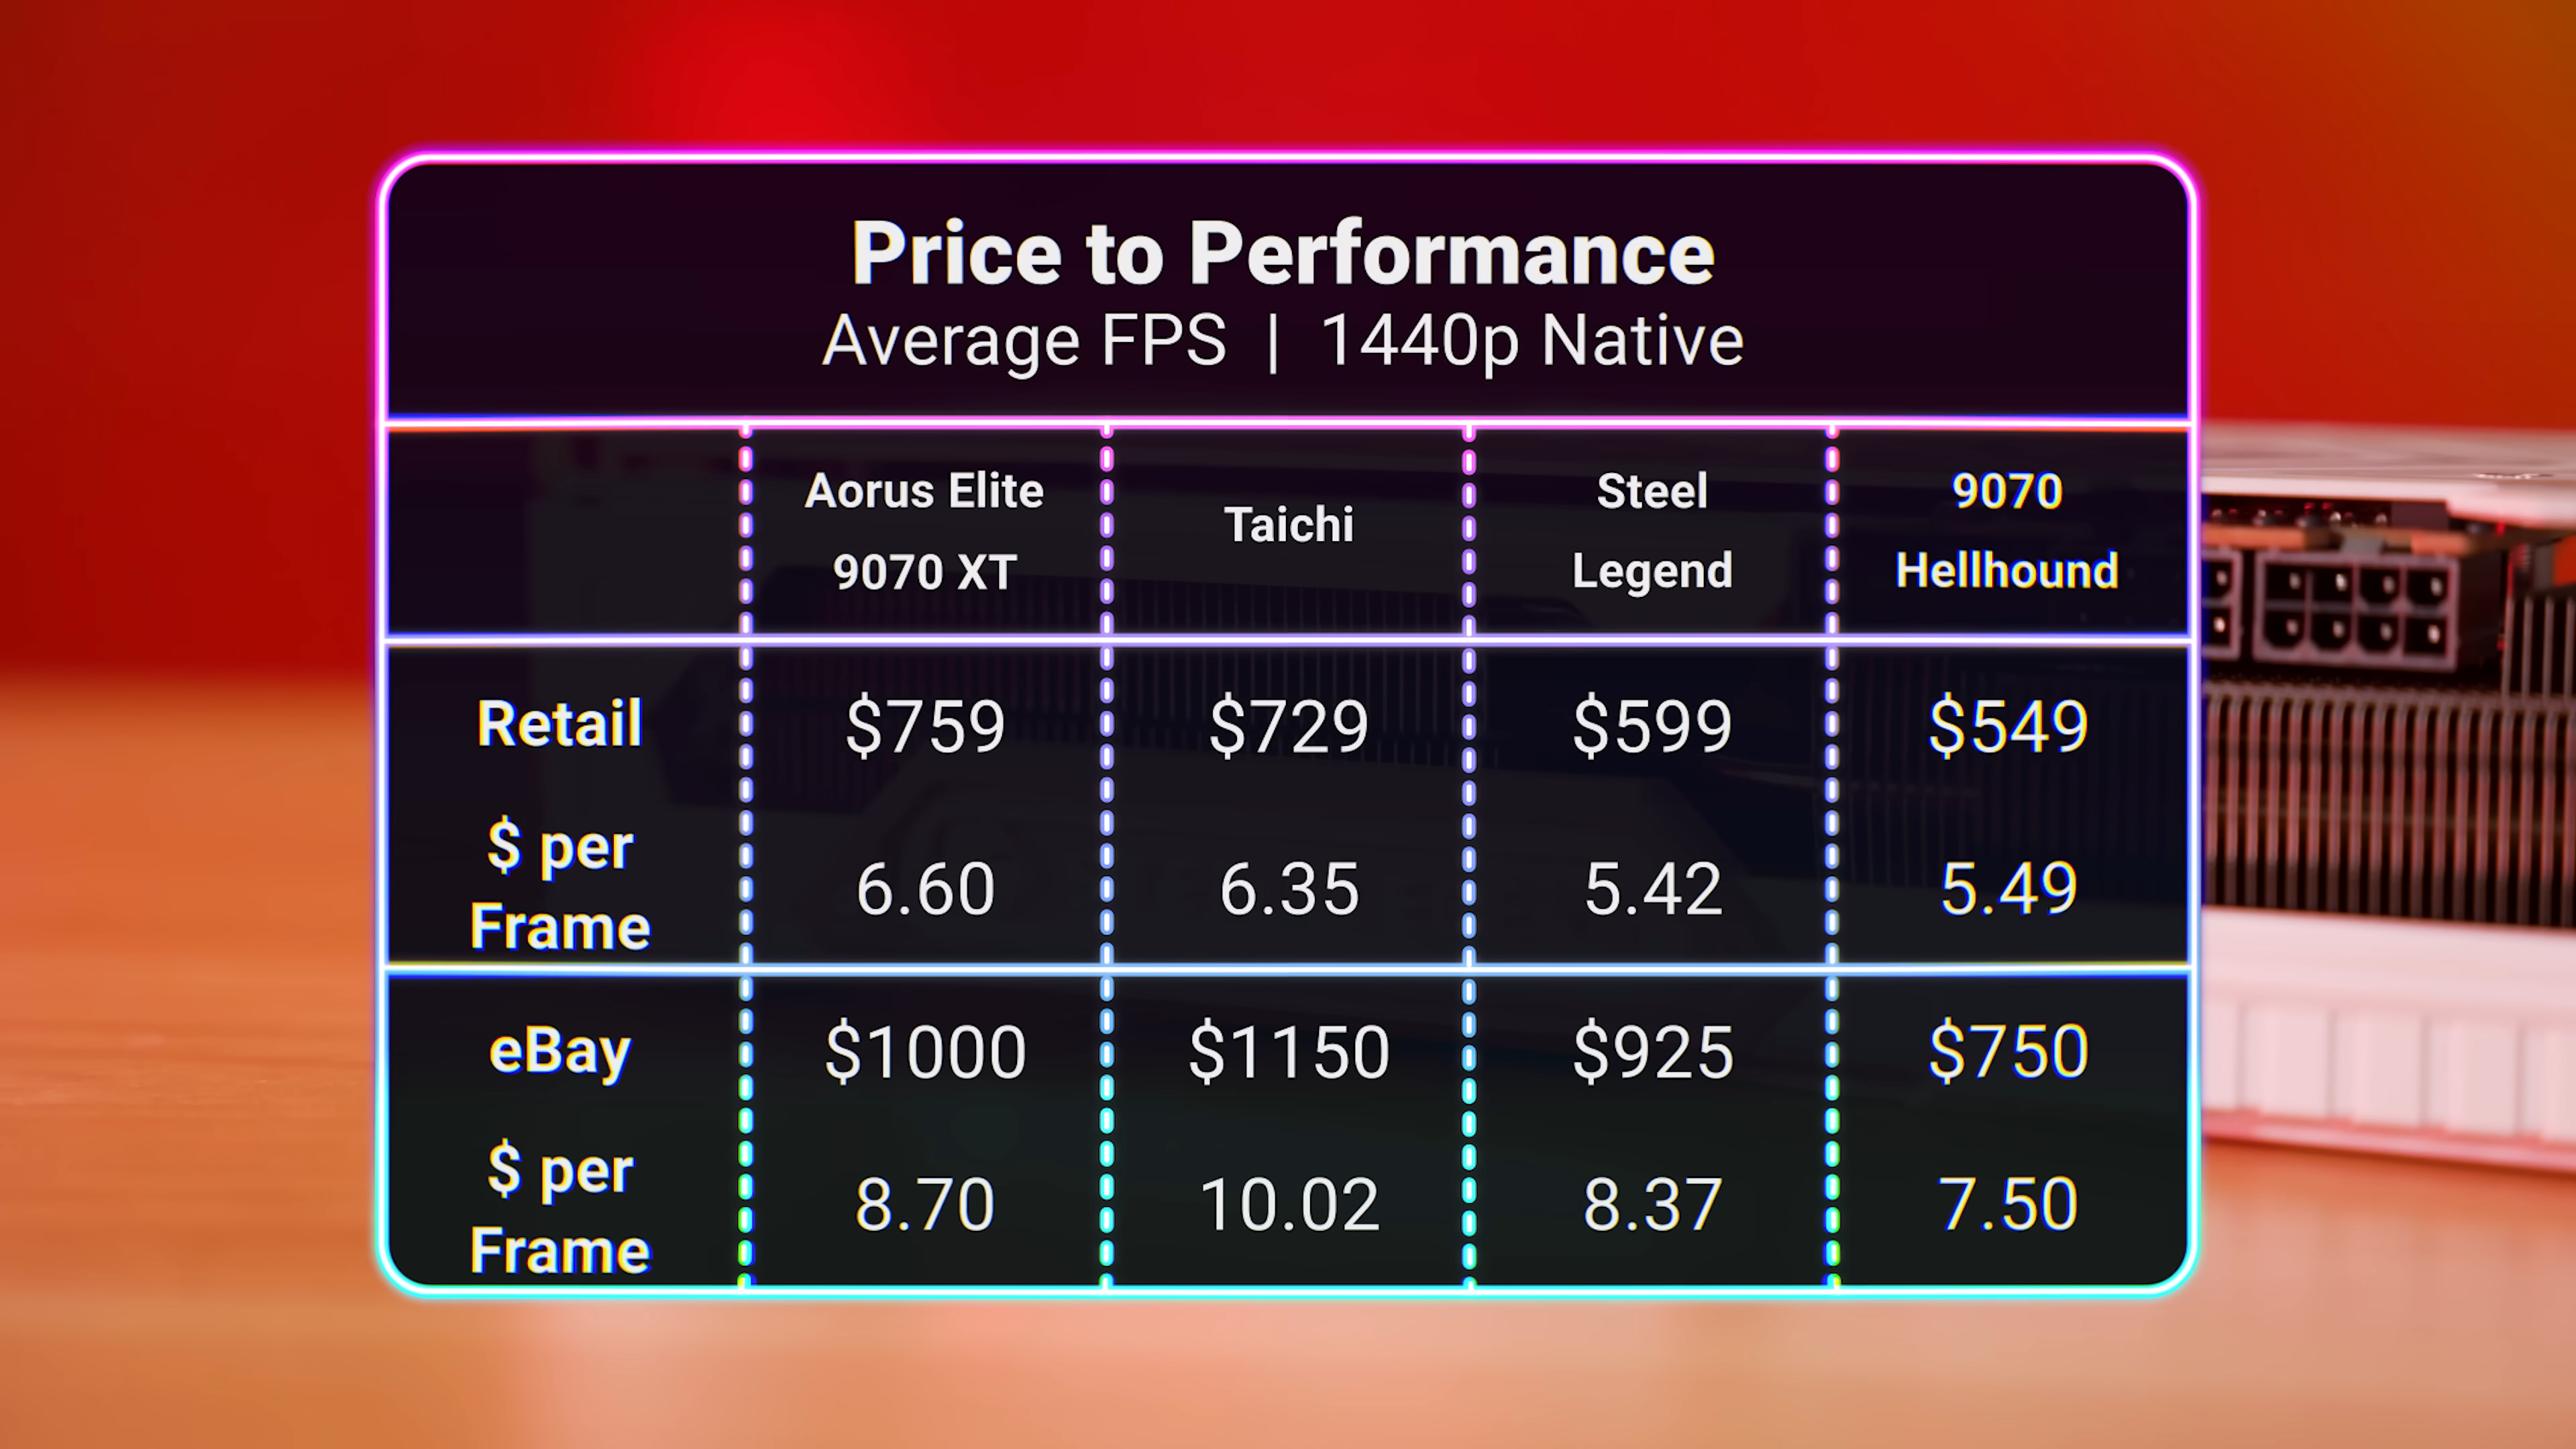 Price to Performance
Average FPS | 1440p Native
Aorus Elite
9070 XT
Taichi
Steel
Legend
9070
Hellhound
Retail
$759
$729
$599
$549
$ per
Frame
6.60
6.35
5.42
5.49
eBay
$1000
$1150
$925
$750
$ per
Frame
8.70
10.02
8.37
7.50